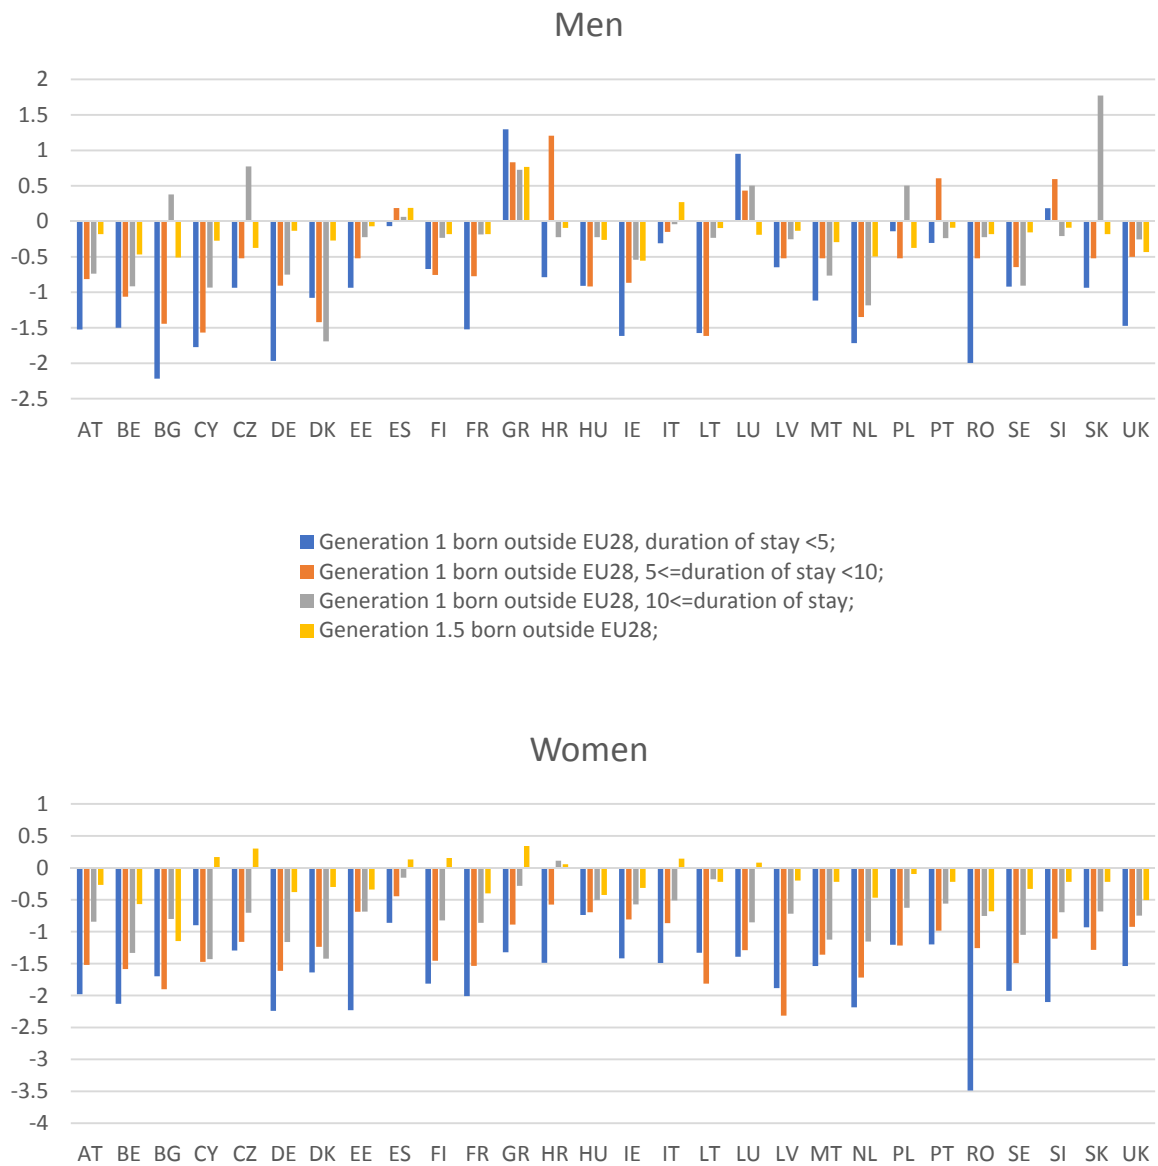 Men
2
1.5
1
0.5
0
-0.5
-1
-1.5
-2
-2.5
AT BE BG CY CZ DE DK EE ES FI FR GR HR HU IE IT LT LU LV MT NL PL PT RO SE SI SK UK
Generation 1 born outside EU28, duration of stay <5;
Generation 1 born outside EU28, 5<=duration of stay <10;
Generation 1 born outside EU28, 10<=duration of stay;
Generation 1.5 born outside EU28;
Women
1
0.5
0
-0.5
-1
-1.5
-2
-2.5
-3
-3.5
-4
AT BE BG CY CZ DE DK EE ES FI FR GR HR HU IE IT LT LU LV MT NL PL PT RO SE SI SK UK